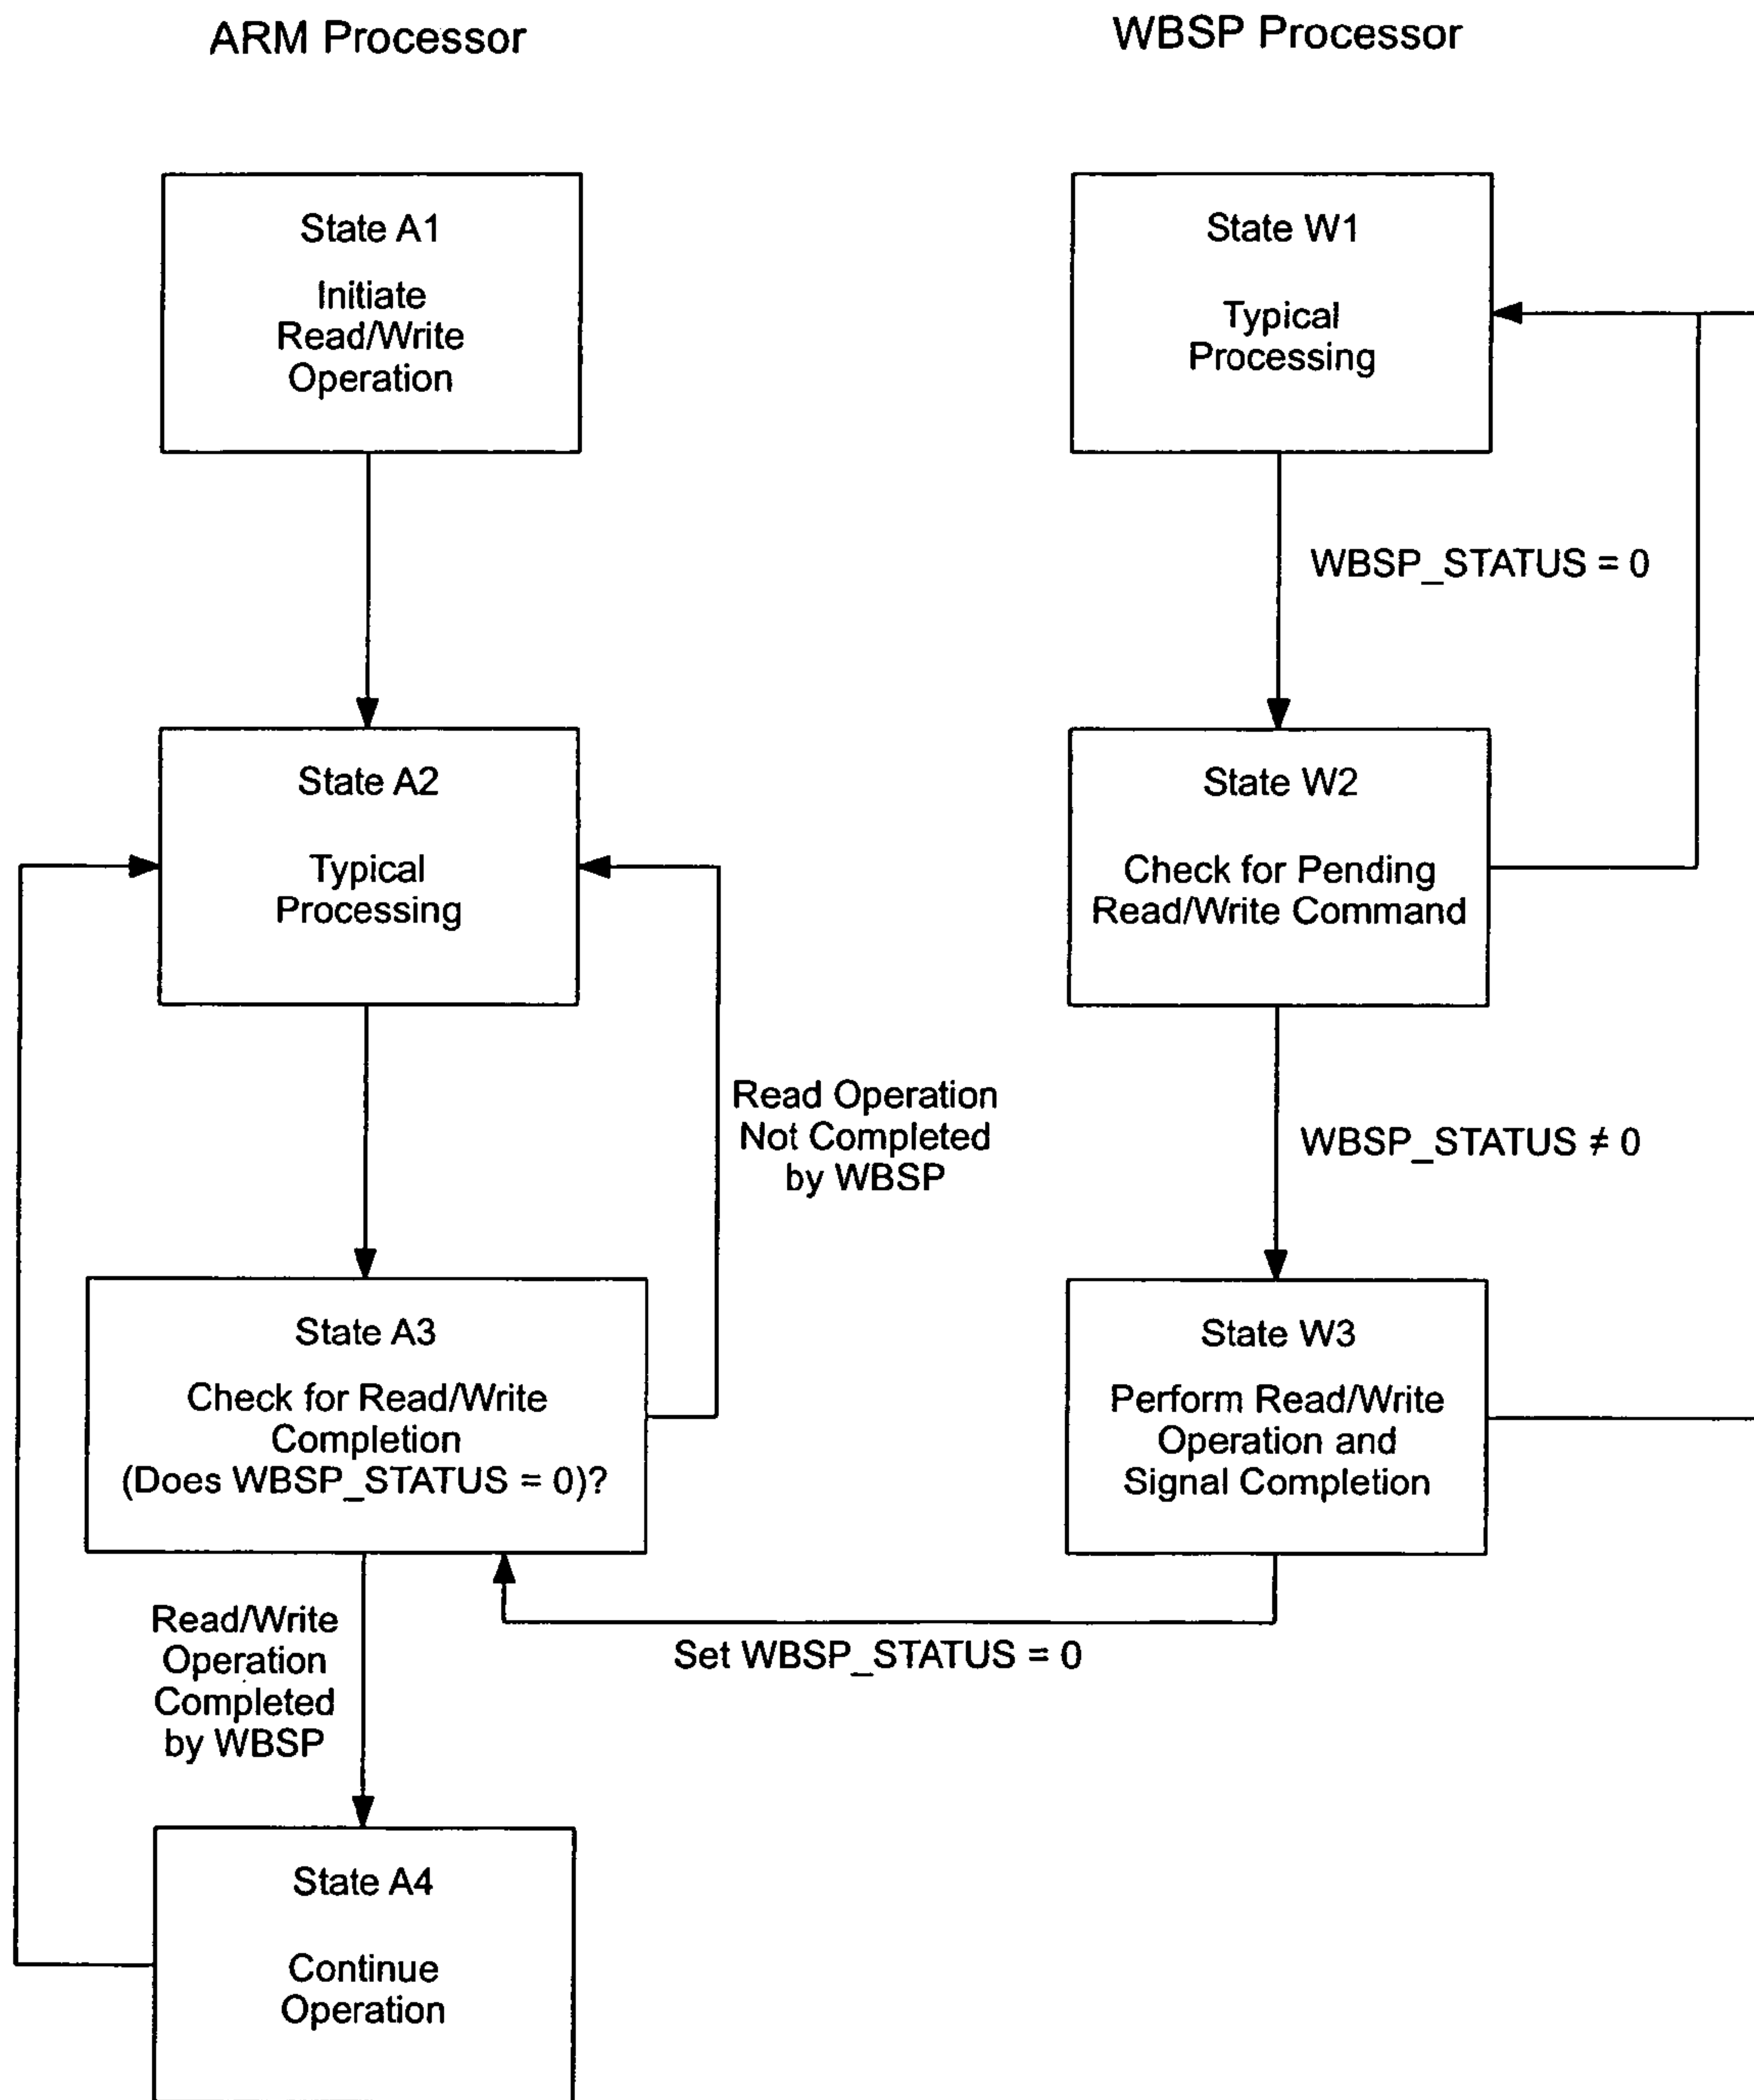 ARM Processor
WBSP Processor
State A1
Initiate
Read/Write
Operation
State W1
Typical
Processing
WBSP_STATUS = 0
State A2
Typical
Processing
State W2
Check for Pending
Read/Write Command
Read Operation
Not Completed
by WBSP
WBSP_STATUS ≠ 0
State A3
Check for Read/Write
Completion
(Does WBSP_STATUS = 0)?
State W3
Perform Read/Write
Operation and
Signal Completion
Read/Write
Operation
Completed
by WBSP
Set WBSP_STATUS = 0
State A4
Continue
Operation